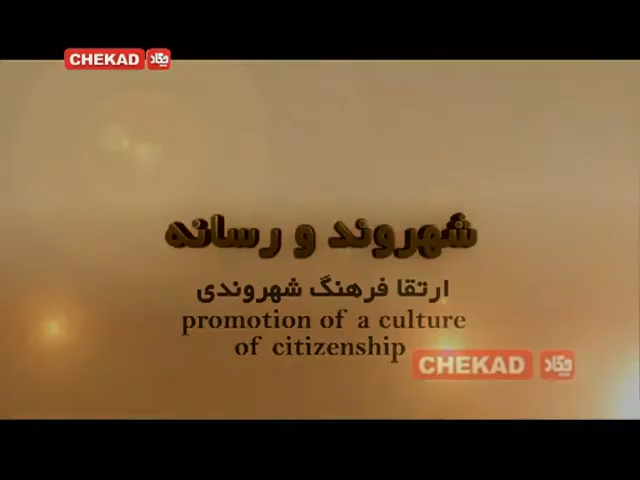 CHEKAD چکاد
شهروند و رسانه
ارتقا فرهنگ شهروندی
promotion of a culture
of citizenship
CHEKAD چکاد